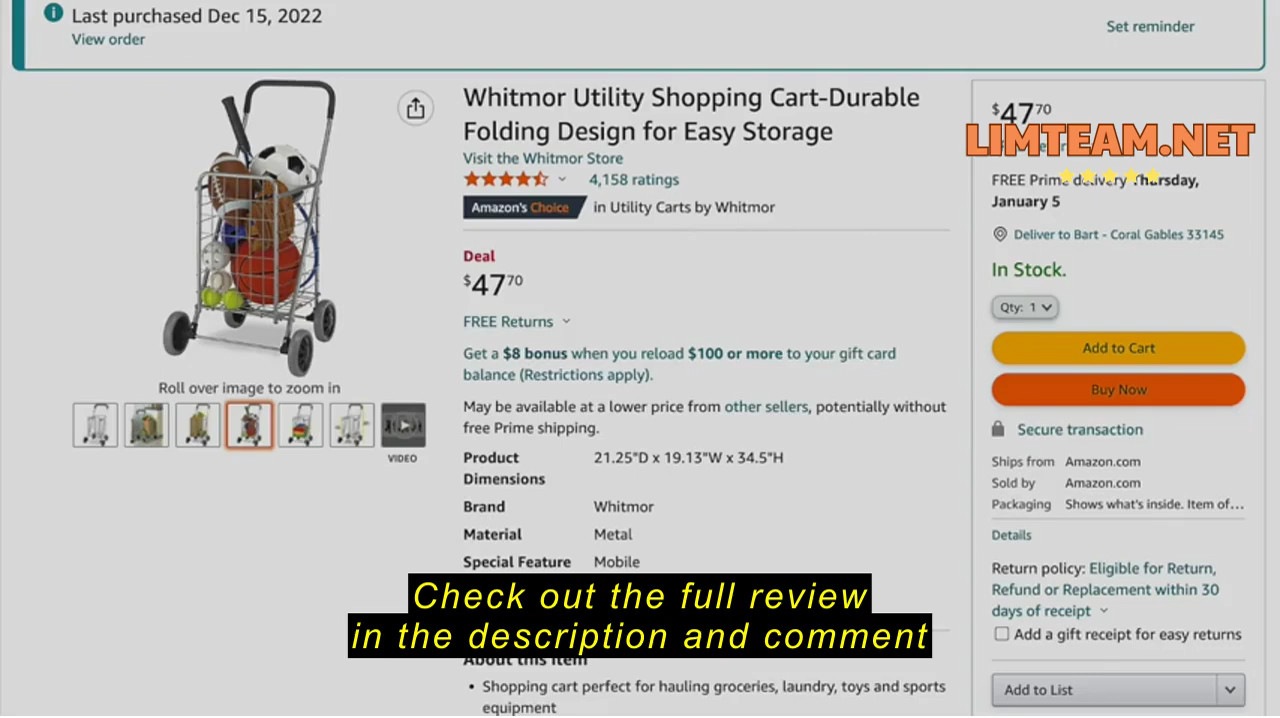 Last purchased Dec 15, 2022
View order
Set reminder
Whitmor Utility Shopping Cart-Durable
Folding Design for Easy Storage
Visit the Whitmor Store
4,158 ratings
Amazon's Choice in Utility Carts by Whitmor
Deal
$47.70
FREE Returns
Get a $8 bonus when you reload $100 or more to your gift card
balance (Restrictions apply).
May be available at a lower price from other sellers, potentially without
free Prime shipping.
Product Dimensions 21.25"D x 19.13"W x 34.5"H
Brand Whitmor
Material Metal
Special Feature Mobile
About this item
• Shopping cart perfect for hauling groceries, laundry, toys and sports
equipment
Roll over image to zoom in
VIDEO
$47.70
LIMTEAM.NET
FREE Prime delivery Thursday,
January 5
Deliver to Bart - Coral Gables 33145
In Stock.
Qty: 1
Add to Cart
Buy Now
Secure transaction
Ships from Amazon.com
Sold by Amazon.com
Packaging Shows what's inside. Item of…
Details
Return policy: Eligible for Return,
Refund or Replacement within 30
days of receipt
Add a gift receipt for easy returns
Add to List
Check out the full review
in the description and comment